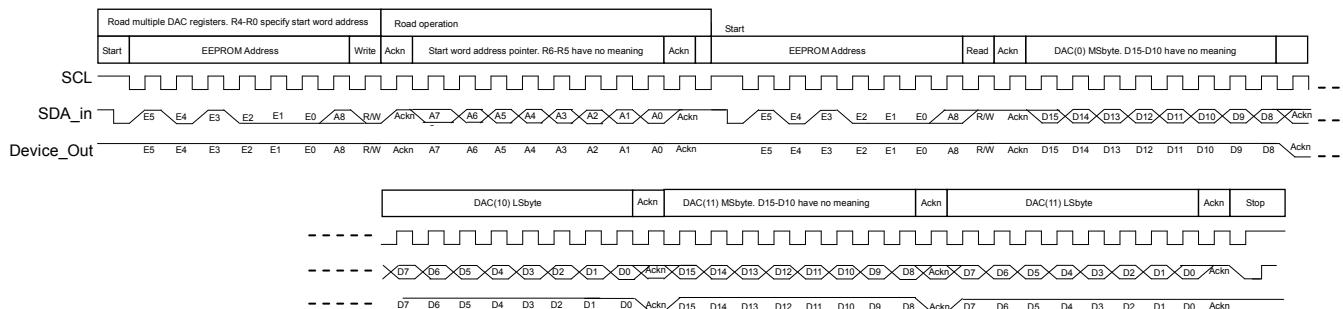 Road multiple DAC registers. R4-R0 specify start word address Road operation
Start
Start EEPROM Address Write Ackn Start word address pointer. R6-R5 have no meaning Ackn EEPROM Address Read Ackn DAC(0) MSbyte. D15-D10 have no meaning
SCL
SDA_in E5 E4 E3 E2 E1 E0 A8 R/W Ackn A7 A6 A5 A4 A3 A2 A1 A0 Ackn E5 E4 E3 E2 E1 E0 A8 R/W Ackn D15 D14 D13 D12 D11 D10 D9 D8 Ackn
Device_Out E5 E4 E3 E2 E1 E0 A8 R/W Ackn A7 A6 A5 A4 A3 A2 A1 A0 Ackn E5 E4 E3 E2 E1 E0 A8 R/W Ackn D15 D14 D13 D12 D11 D10 D9 D8 Ackn
DAC(10) LSbyte Ackn DAC(11) MSbyte. D15-D10 have no meaning Ackn DAC(11) LSbyte Ackn Stop
D7 D6 D5 D4 D3 D2 D1 D0 Ackn D15 D14 D13 D12 D11 D10 D9 D8 Ackn D7 D6 D5 D4 D3 D2 D1 D0 Ackn
D7 D6 D5 D4 D3 D2 D1 D0 Ackn D15 D14 D13 D12 D11 D10 D9 D8 Ackn D7 D6 D5 D4 D3 D2 D1 D0 Ackn